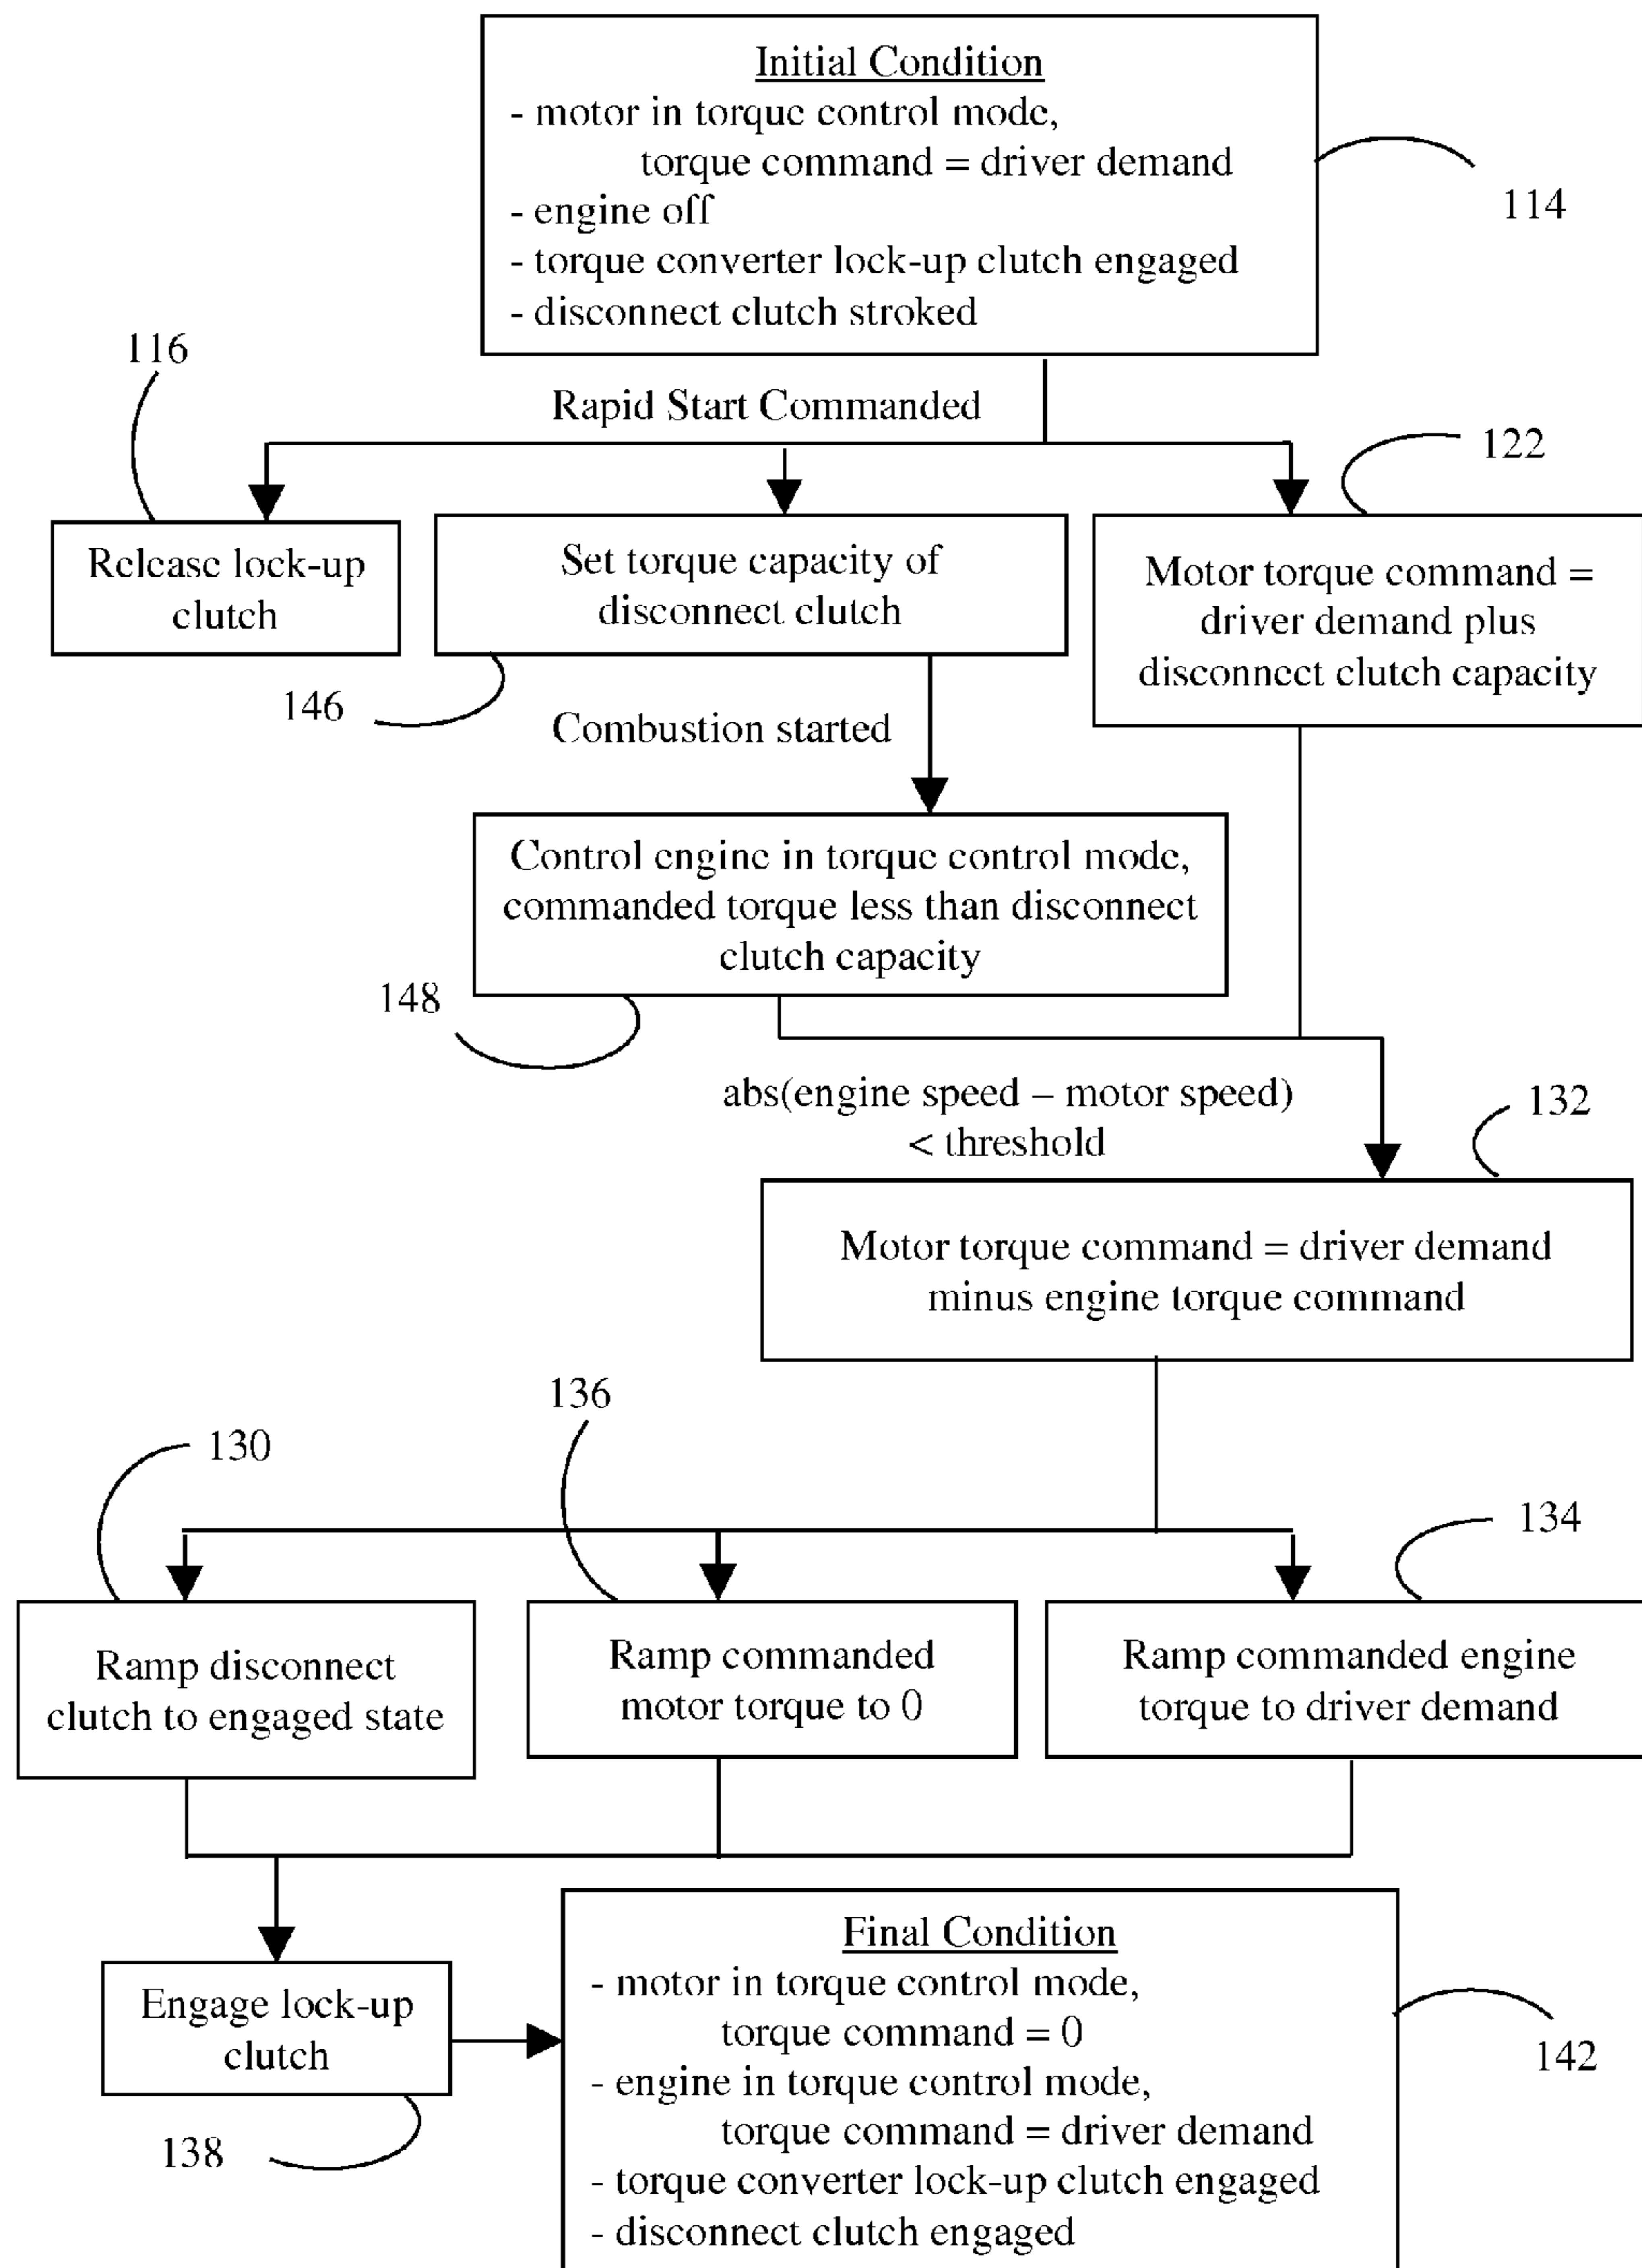 Initial Condition
- motor in torque control mode,
torque command = driver demand
- engine off
- torque converter lock-up clutch engaged
- disconnect clutch stroked
114
116
Rapid Start Commanded
122
Release lock-up
clutch
Set torque capacity of
disconnect clutch
Motor torque command =
driver demand plus
disconnect clutch capacity
146
Combustion started
Control engine in torque control mode,
commanded torque less than disconnect
clutch capacity
148
abs(engine speed – motor speed)
< threshold
132
Motor torque command = driver demand
minus engine torque command
136
130
134
Ramp disconnect
clutch to engaged state
Ramp commanded
motor torque to 0
Ramp commanded engine
torque to driver demand
Engage lock-up
clutch
138
Final Condition
- motor in torque control mode,
torque command = 0
- engine in torque control mode,
torque command = driver demand
- torque converter lock-up clutch engaged
- disconnect clutch engaged
142